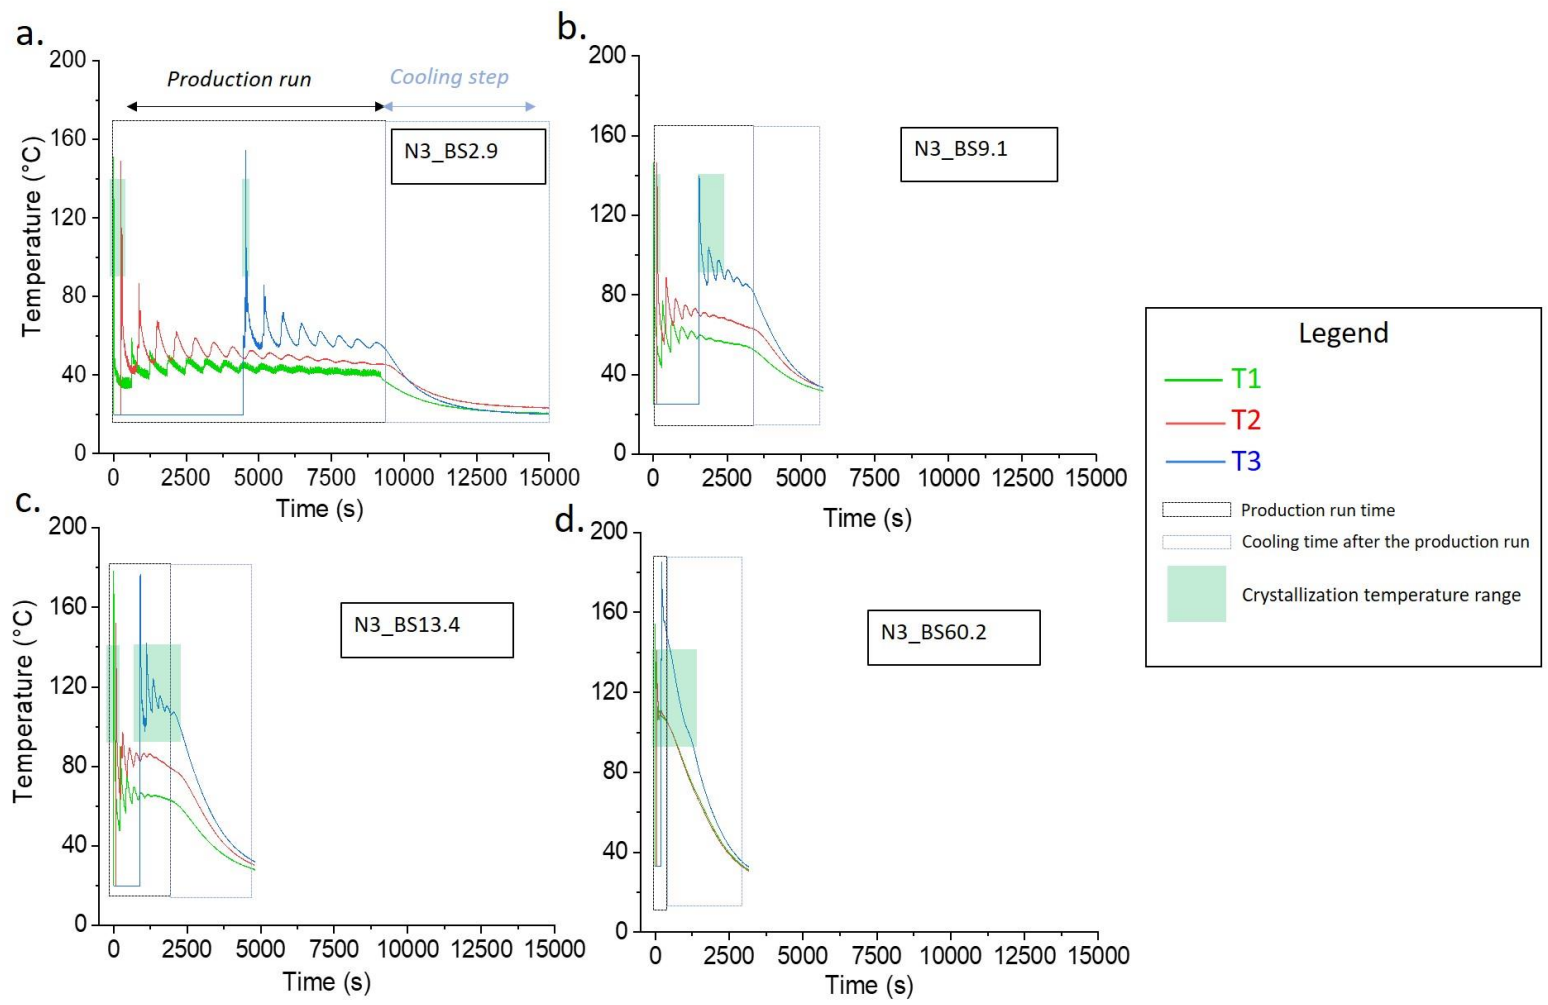 a.
200
160
120
80
40
0
Temperature (°C)
Production run
Cooling step
N3_BS2.9
0 2500 5000 7500 10000 12500 15000
Time (s)
b.
200
160
120
80
40
0
N3_BS9.1
0 2500 5000 7500 10000 12500 15000
Time (s)
c.
200
160
120
80
40
0
Temperature (°C)
N3_BS13.4
0 2500 5000 7500 10000 12500 15000
Time (s)
d.
200
160
120
80
40
0
N3_BS60.2
0 2500 5000 7500 10000 12500 15000
Time (s)
Legend
T1
T2
T3
Production run time
Cooling time after the production run
Crystallization temperature range